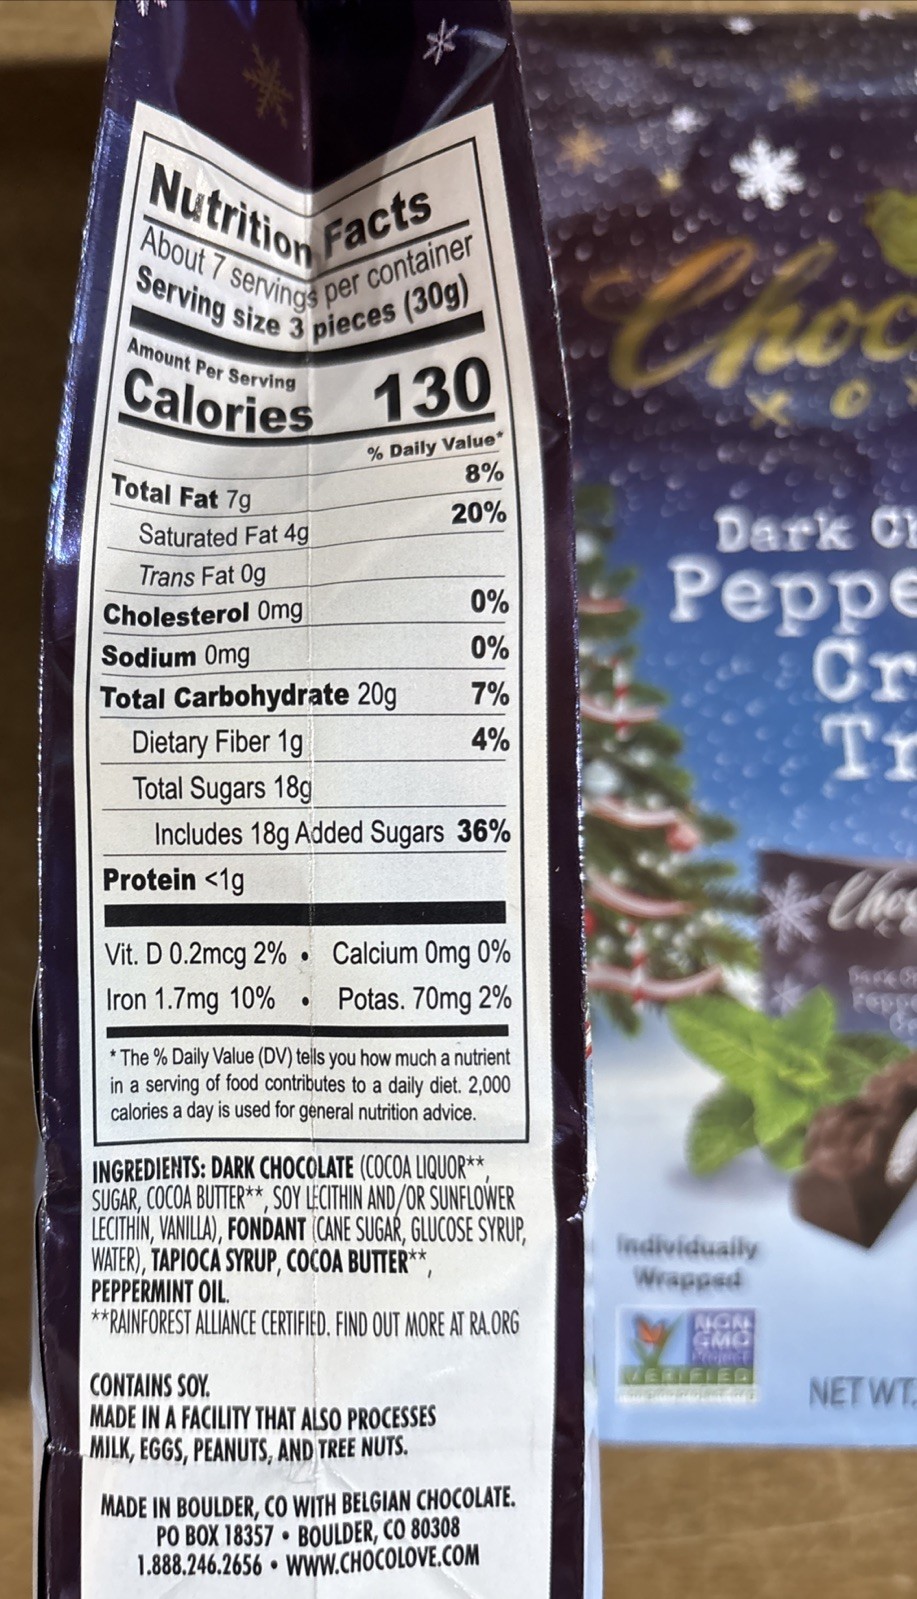 Nutrition Facts
About 7 servings per container
Serving size 3 pieces (30g)
Amount Per Serving
Calories 130
% Daily Value*
Total Fat 7g 8%
Saturated Fat 4g 20%
Trans Fat 0g
Cholesterol 0mg 0%
Sodium 0mg 0%
Total Carbohydrate 20g 7%
Dietary Fiber 1g 4%
Total Sugars 18g
Includes 18g Added Sugars 36%
Protein <1g
Vit. D 0.2mcg 2% • Calcium 0mg 0%
Iron 1.7mg 10% • Potas. 70mg 2%
* The % Daily Value (DV) tells you how much a nutrient
in a serving of food contributes to a daily diet. 2,000
calories a day is used for general nutrition advice.
INGREDIENTS: DARK CHOCOLATE (COCOA LIQUOR**,
SUGAR, COCOA BUTTER**, SOY LECITHIN AND/OR SUNFLOWER
LECITHIN, VANILLA), FONDANT (CANE SUGAR, GLUCOSE SYRUP,
WATER), TAPIOCA SYRUP, COCOA BUTTER**,
PEPPERMINT OIL.
**RAINFOREST ALLIANCE CERTIFIED. FIND OUT MORE AT RA.ORG
CONTAINS SOY.
MADE IN A FACILITY THAT ALSO PROCESSES
MILK, EGGS, PEANUTS, AND TREE NUTS.
MADE IN BOULDER, CO WITH BELGIAN CHOCOLATE.
PO BOX 18357 • BOULDER, CO 80308
1.888.246.2656 • WWW.CHOCOLOVE.COM
Choc
X O X
Dark Ch
Peppe
Cr
Tr
Individually
Wrapped
NON
GMO
Project
VERIFIED
NET WT.